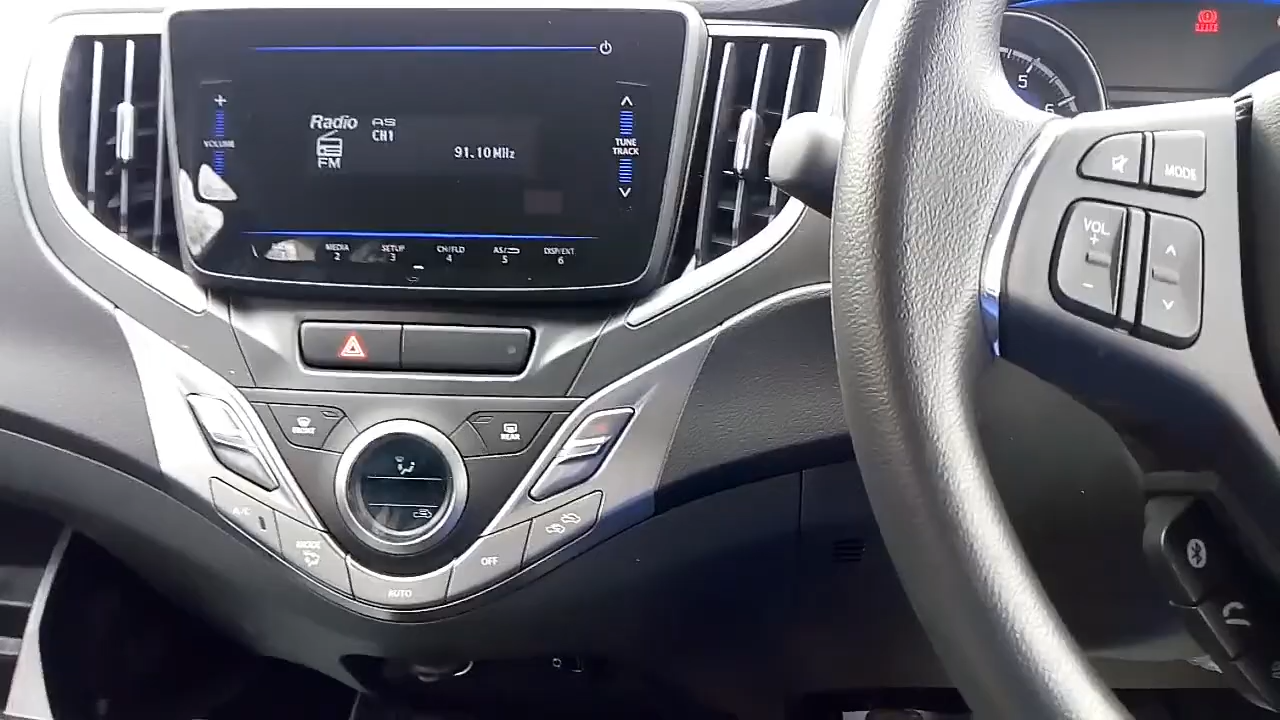 Radio AS
CH1
FM
91.10MHz
+
VOLUME
TUNE
TRACK
MEDIA
2
SETUP
3
CH/FLD
4
AS/
5
DISP/EXT.
6
FRONT
REAR
A/C
MODE
AUTO
OFF
5
6
MODE
VOL
+
-